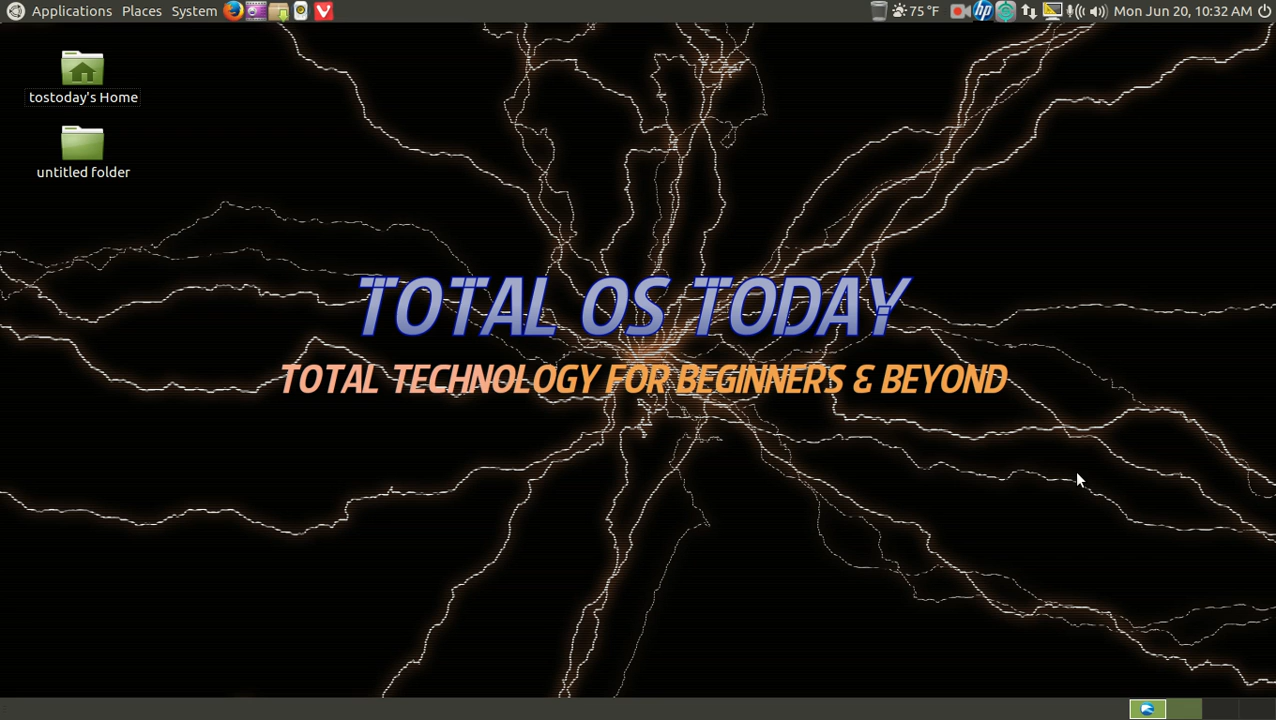 Applications Places System 75 °F Mon Jun 20, 10:32 AM
tostoday's Home
untitled folder
TOTAL OS TODAY
TOTAL TECHNOLOGY FOR BEGINNERS & BEYOND